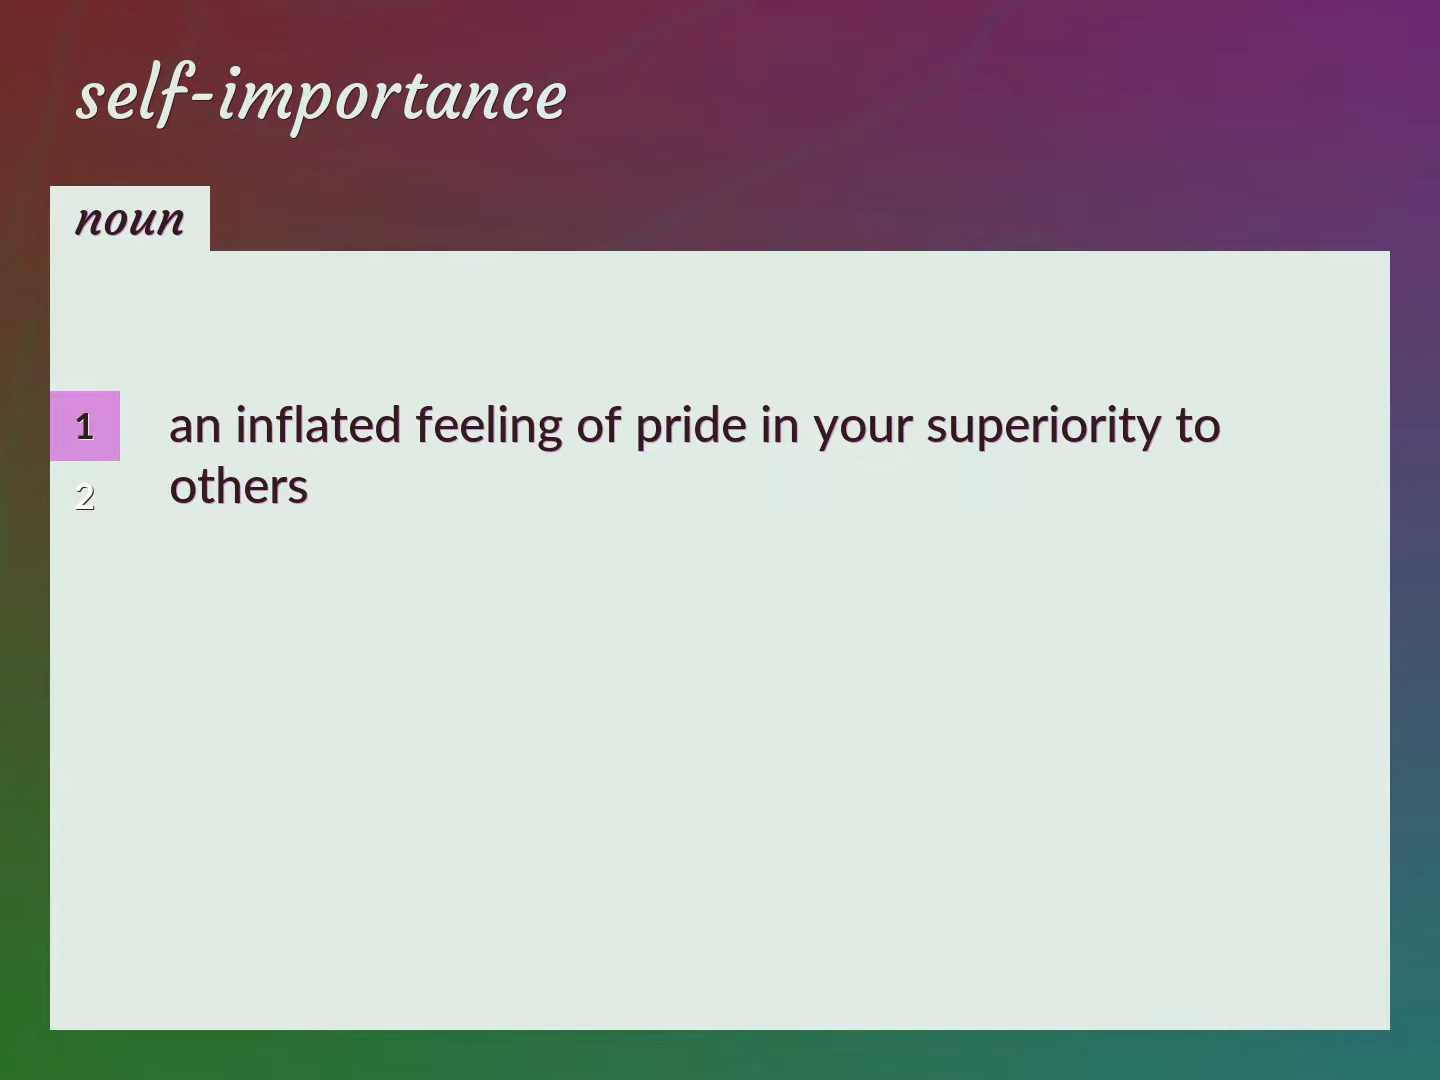 self-importance
noun
1 an inflated feeling of pride in your superiority to
2 others